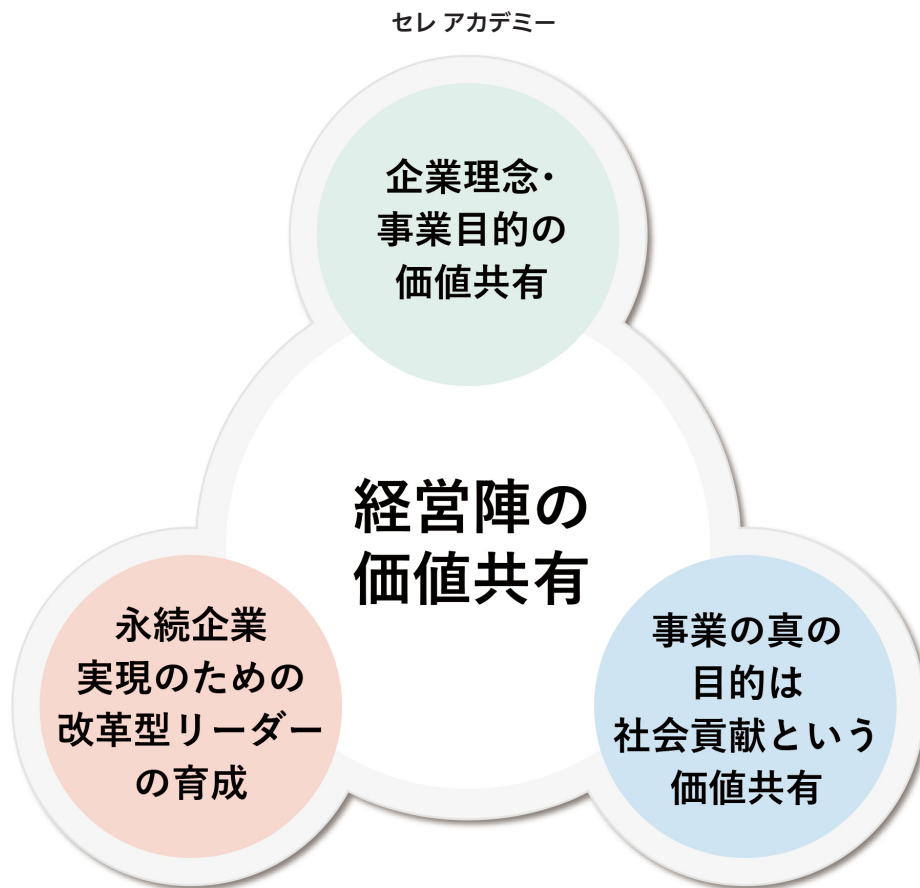 セレ アカデミー
企業理念・
事業目的の
価値共有
経営陣の
価値共有
永続企業
実現のための
改革型リーダー
の育成
事業の真の
目的は
社会貢献という
価値共有